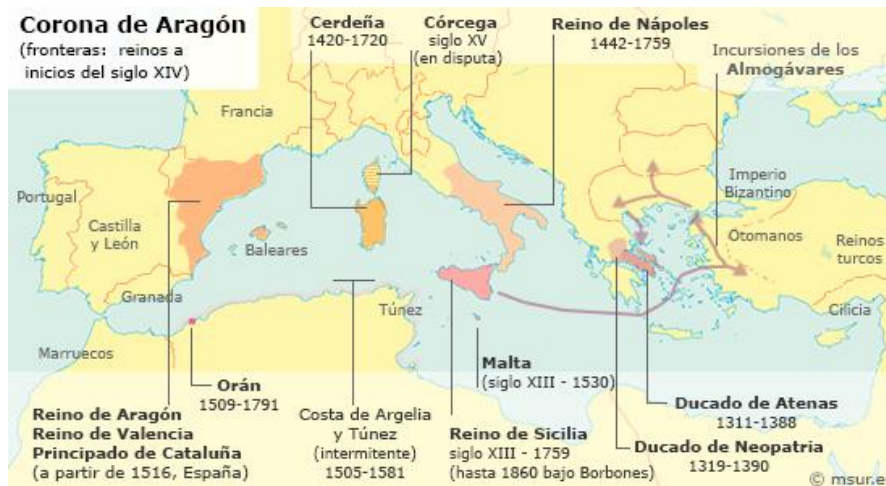 Corona de Aragón
(fronteras: reinos a
inicios del siglo XIV)
Cerdeña
1420-1720
Córcega
siglo XV
(en disputa)
Reino de Nápoles
1442-1759
Incursiones de los
Almogávares
Francia
Portugal
Castilla
y León
Baleares
Granada
Marruecos
Túnez
Imperio
Bizantino
Otomanos
Reinos
turcos
Cilicia
Orán
1509-1791
Reino de Aragón
Reino de Valencia
Principado de Cataluña
(a partir de 1516, España)
Costa de Argelia
y Túnez
(intermitente)
1505-1581
Malta
(siglo XIII - 1530)
Reino de Sicilia
siglo XIII - 1759
(hasta 1860 bajo Borbones)
Ducado de Atenas
1311-1388
Ducado de Neopatria
1319-1390
© msur.e